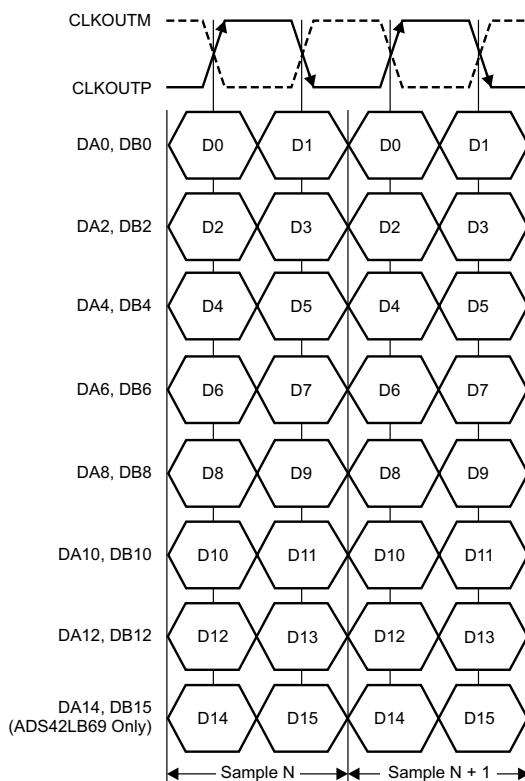 CLKOUTM
CLKOUTP
DA0, DB0 D0 D1 D0 D1
DA2, DB2 D2 D3 D2 D3
DA4, DB4 D4 D5 D4 D5
DA6, DB6 D6 D7 D6 D7
DA8, DB8 D8 D9 D8 D9
DA10, DB10 D10 D11 D10 D11
DA12, DB12 D12 D13 D12 D13
DA14, DB15 D14 D15 D14 D15
(ADS42LB69 Only)
Sample N Sample N + 1